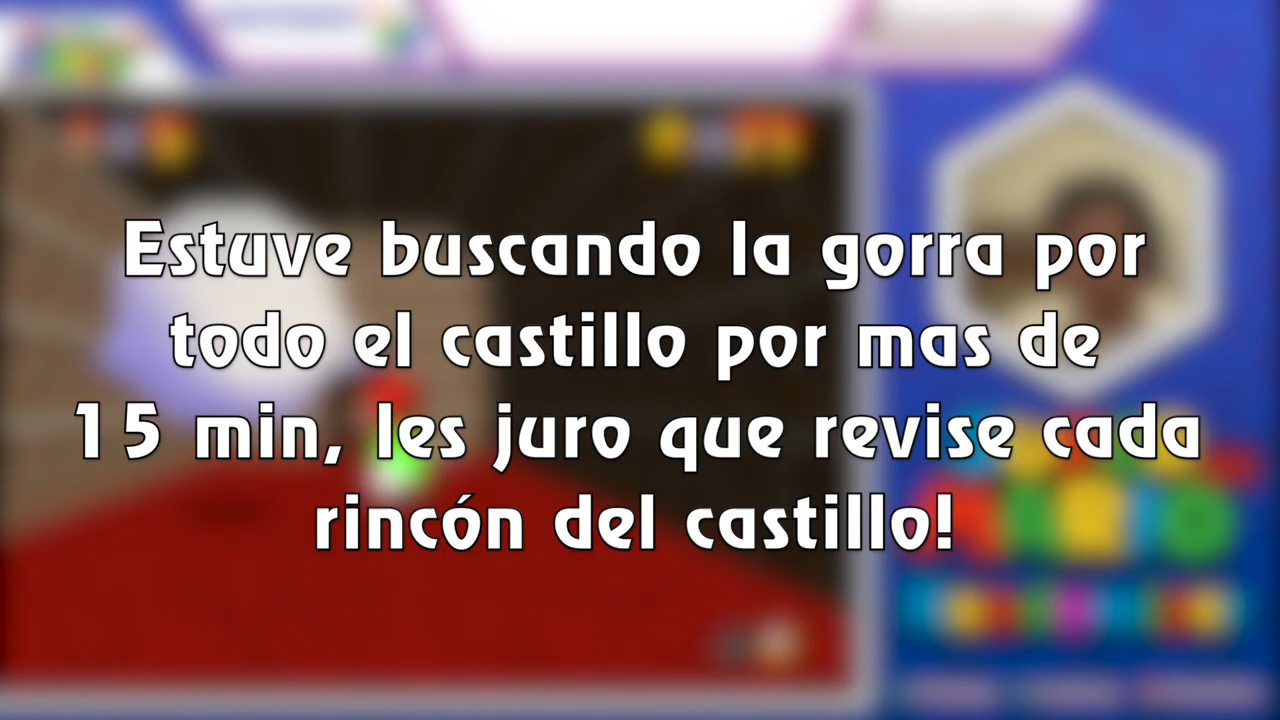 Estuve buscando la gorra por
todo el castillo por mas de
15 min, les juro que revise cada
rincón del castillo!